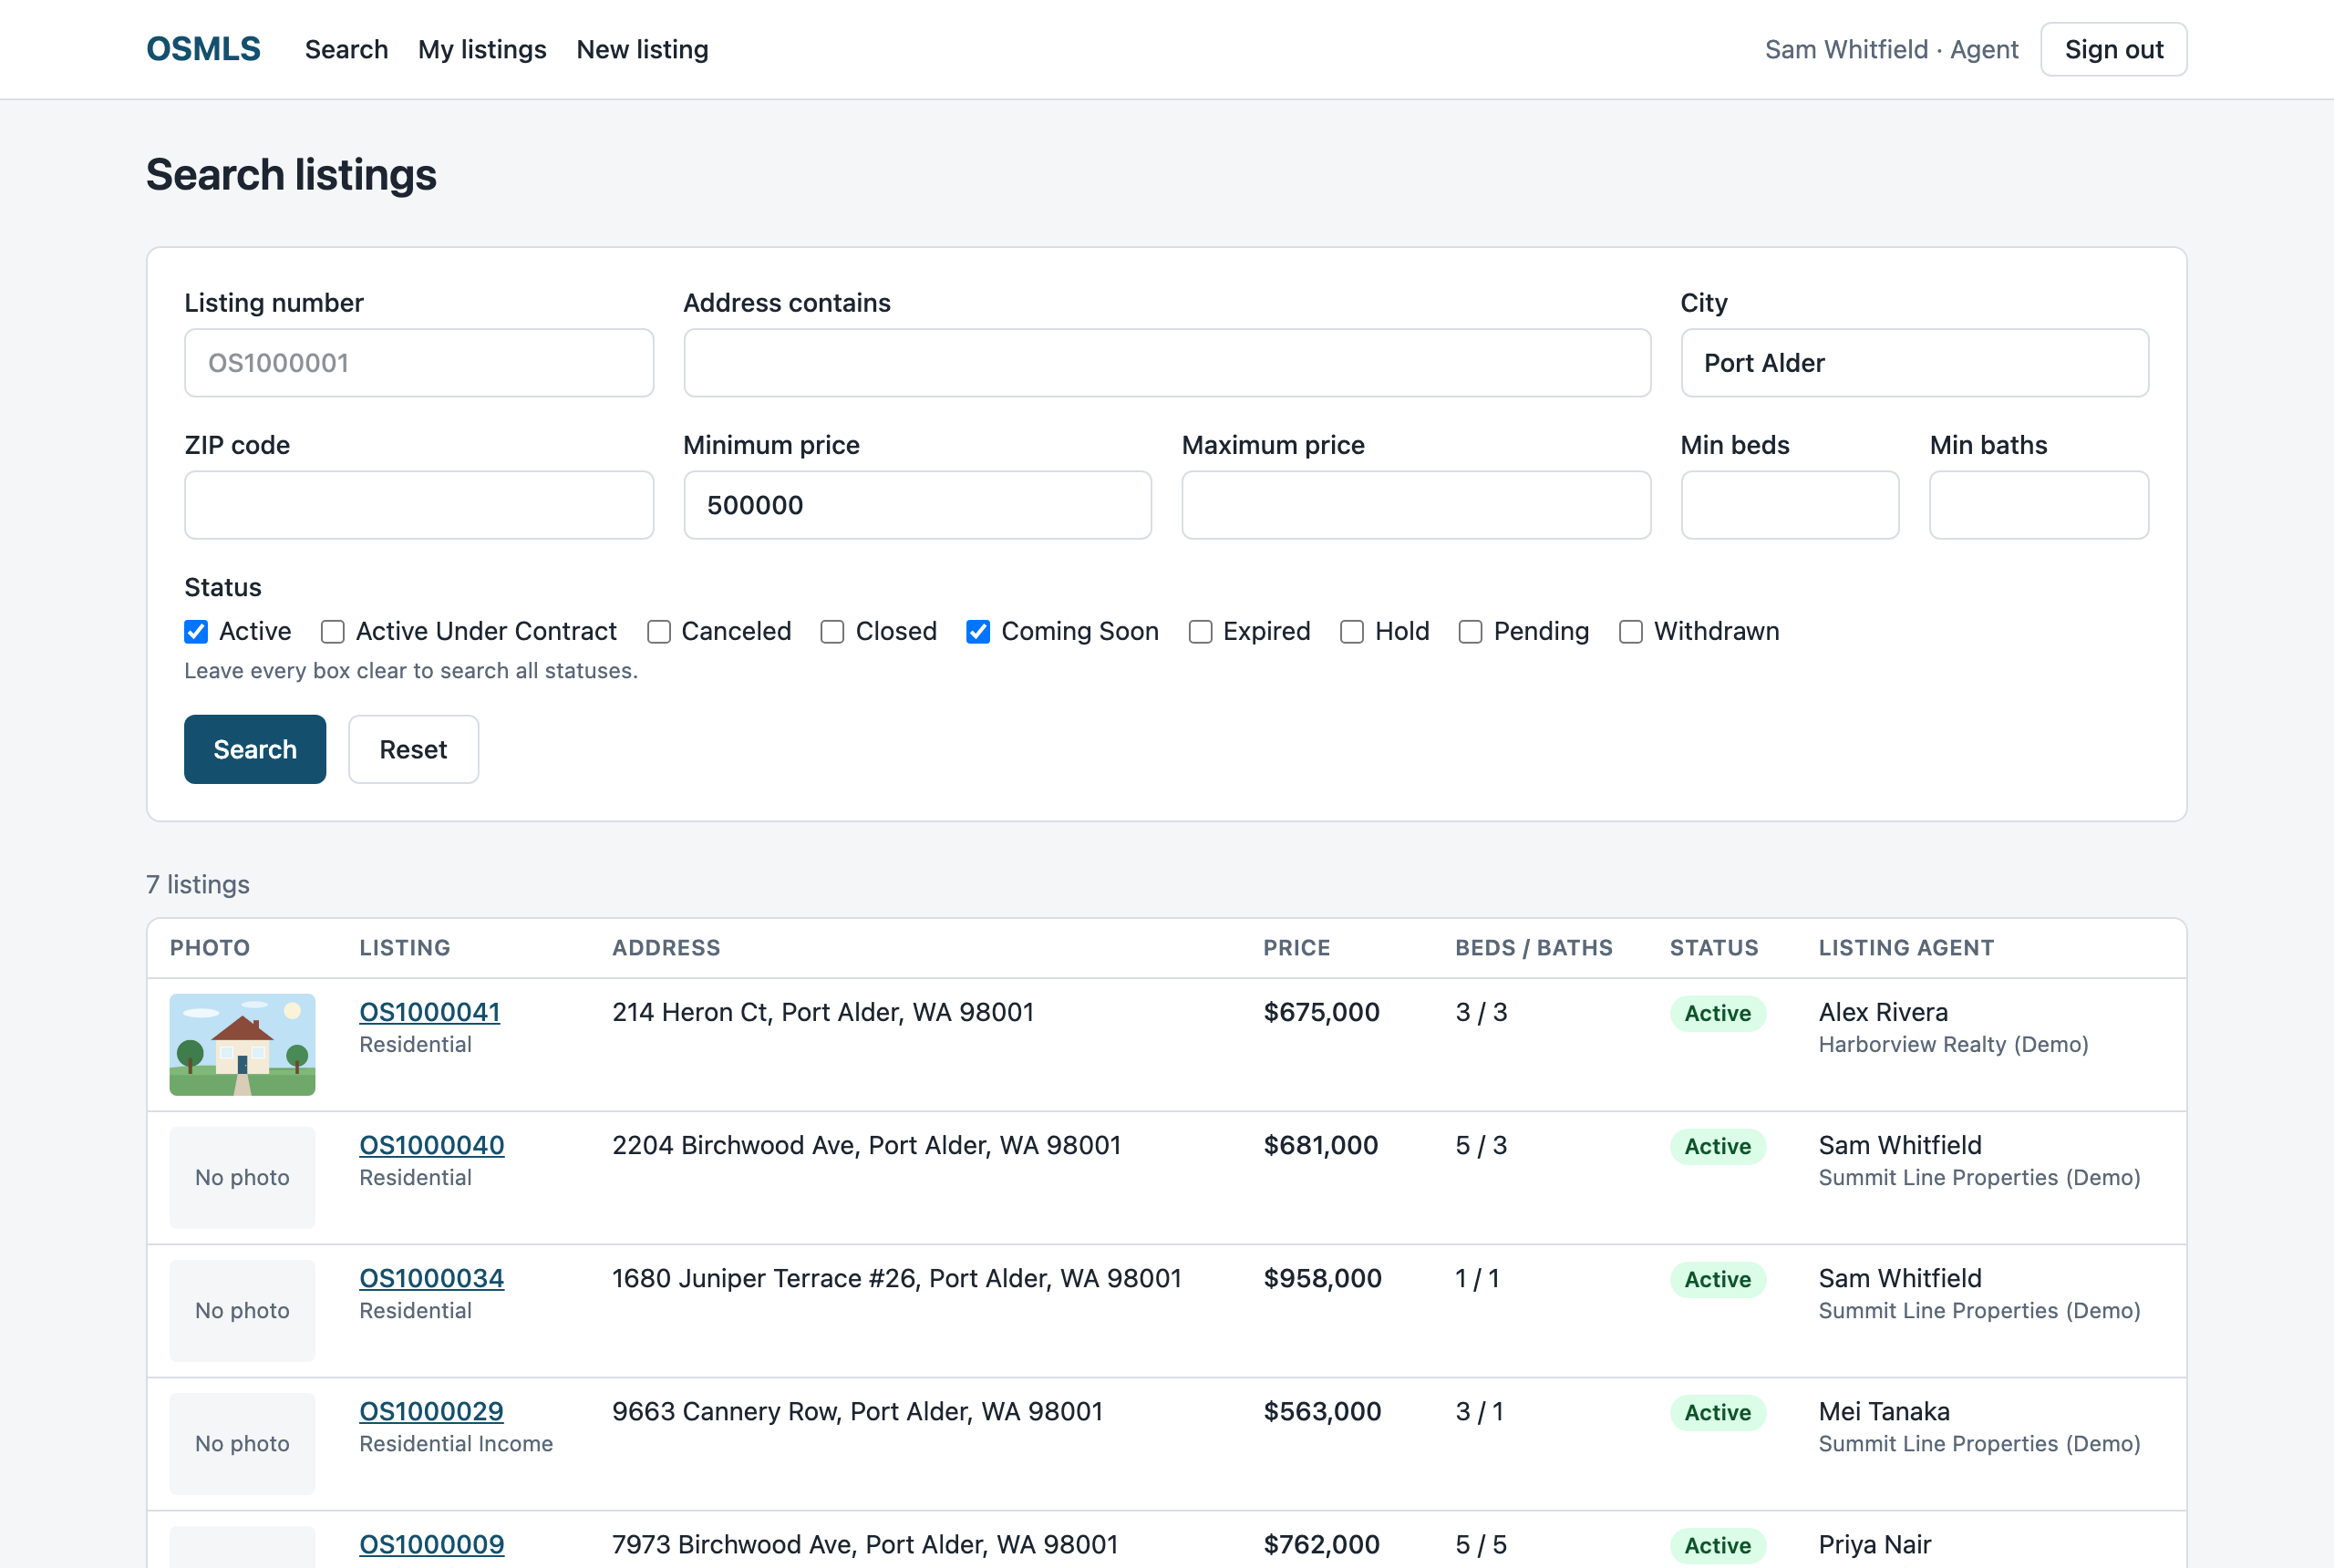 OSMLS Search My listings New listing Sam Whitfield · Agent Sign out
Search listings
Listing number Address contains City
OS1000001 Port Alder
ZIP code Minimum price Maximum price Min beds Min baths
500000
Status
Active Active Under Contract Canceled Closed Coming Soon Expired Hold Pending Withdrawn
Leave every box clear to search all statuses.
Search Reset
7 listings
PHOTO LISTING ADDRESS PRICE BEDS / BATHS STATUS LISTING AGENT
OS1000041 214 Heron Ct, Port Alder, WA 98001 $675,000 3 / 3 Active Alex Rivera
Residential Harborview Realty (Demo)
OS1000040 2204 Birchwood Ave, Port Alder, WA 98001 $681,000 5 / 3 Active Sam Whitfield
No photo Residential Summit Line Properties (Demo)
OS1000034 1680 Juniper Terrace #26, Port Alder, WA 98001 $958,000 1 / 1 Active Sam Whitfield
No photo Residential Summit Line Properties (Demo)
OS1000029 9663 Cannery Row, Port Alder, WA 98001 $563,000 3 / 1 Active Mei Tanaka
No photo Residential Income Summit Line Properties (Demo)
OS1000009 7973 Birchwood Ave, Port Alder, WA 98001 $762,000 5 / 5 Active Priya Nair